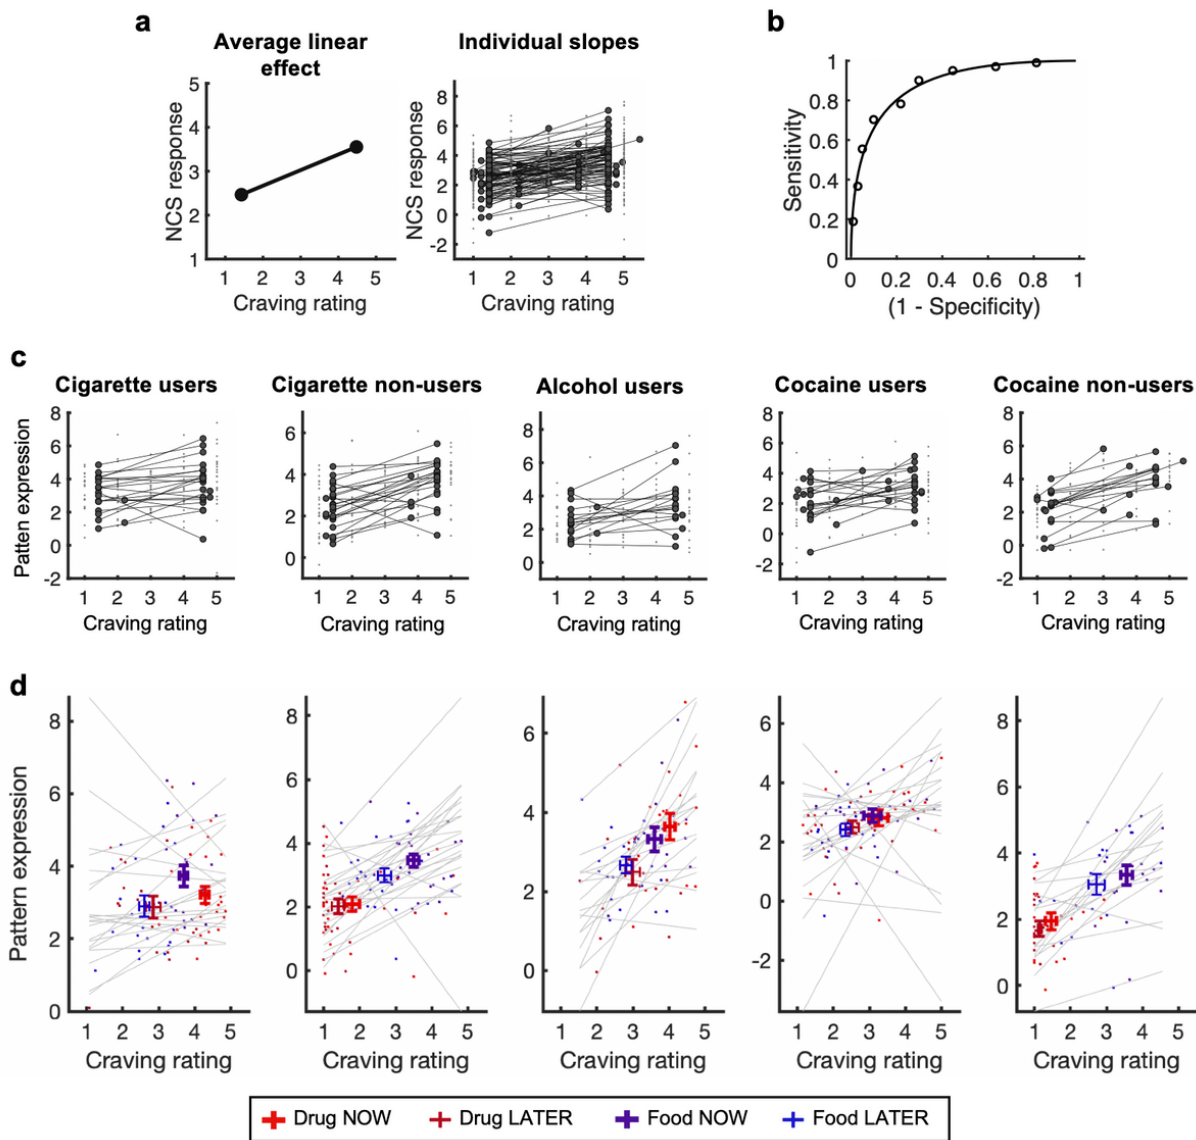 a
b
Average linear
effect
Individual slopes
NCS response
5
4
3
2
1
1 2 3 4 5
Craving rating
NCS response
8
6
4
2
0
-2
1 2 3 4 5
Craving rating
Sensitivity
1
0.8
0.6
0.4
0.2
0
0 0.2 0.4 0.6 0.8 1
(1 - Specificity)
c
Cigarette users
Cigarette non-users
Alcohol users
Cocaine users
Cocaine non-users
Patten expression
8
6
4
2
0
-2
1 2 3 4 5
Craving rating
6
4
2
0
1 2 3 4 5
Craving rating
8
6
4
2
0
1 2 3 4 5
Craving rating
8
6
4
2
0
-2
1 2 3 4 5
Craving rating
8
6
4
2
0
-2
1 2 3 4 5
Craving rating
d
Pattern expression
8
6
4
2
0
1 2 3 4 5
Craving rating
8
6
4
2
0
1 2 3 4 5
Craving rating
6
4
2
0
1 2 3 4 5
Craving rating
6
4
2
0
-2
1 2 3 4 5
Craving rating
8
6
4
2
0
1 2 3 4 5
Craving rating
Drug NOW
Drug LATER
Food NOW
Food LATER